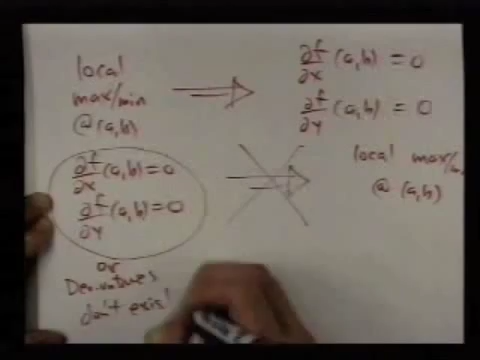 local
max/min
@(a,b)
∂f/∂x (a,b) = 0
∂f/∂y (a,b) = 0
∂f/∂x (a,b) = 0
∂f/∂y (a,b) = 0
or
Derivatives
don't exist
local max/
@ (a,b)